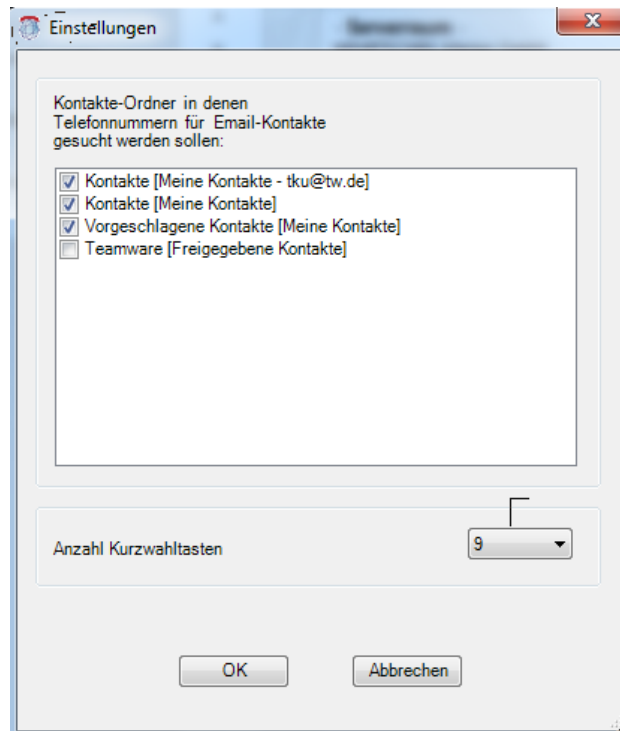 Einstellungen
Kontakte-Ordner in denen
Telefonnummern für Email-Kontakte
gesucht werden sollen:
Kontakte [Meine Kontakte - tku@tw.de]
Kontakte [Meine Kontakte]
Vorgeschlagene Kontakte [Meine Kontakte]
Teamware [Freigegebene Kontakte]
Anzahl Kurzwahltasten
9
OK
Abbrechen